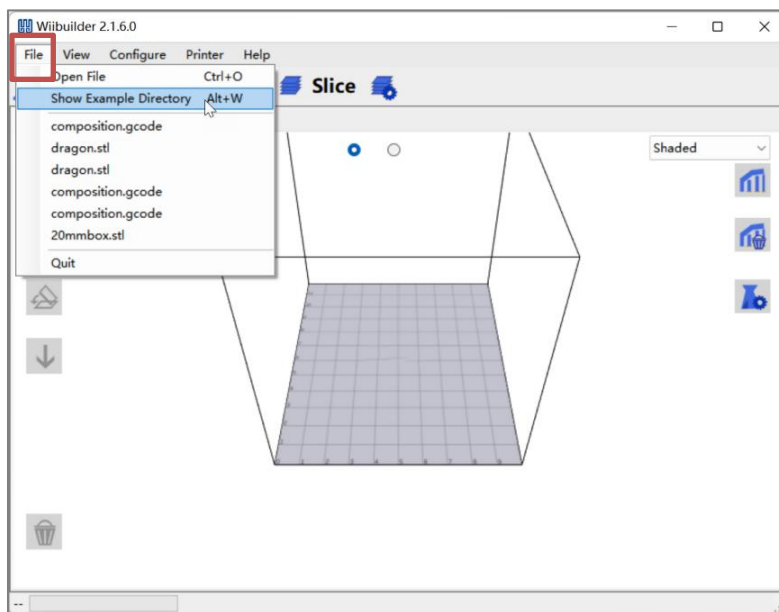 Wiibuilder 2.1.6.0
File View Configure Printer Help
Open File Ctrl+O
Show Example Directory Alt+W
Slice
composition.gcode
dragon.stl
dragon.stl
composition.gcode
composition.gcode
20mmbox.stl
Quit
Shaded
--